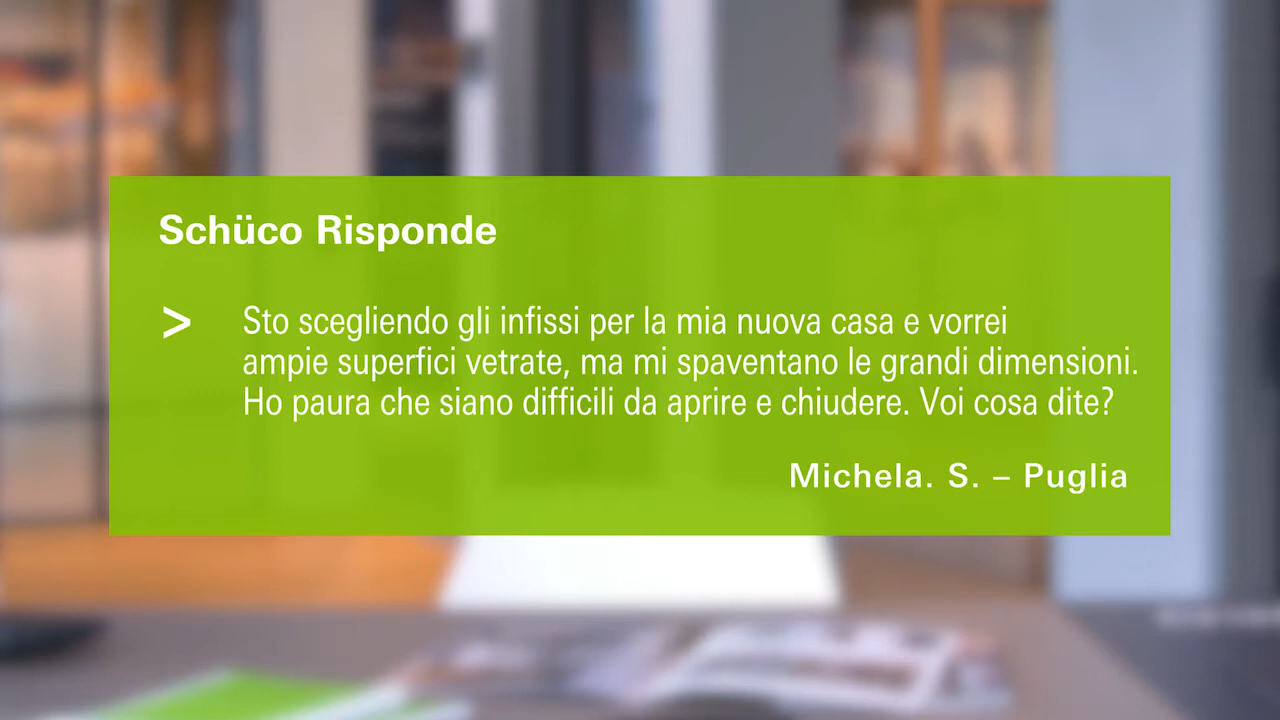 Schüco Risponde
> Sto scegliendo gli infissi per la mia nuova casa e vorrei
ampie superfici vetrate, ma mi spaventano le grandi dimensioni.
Ho paura che siano difficili da aprire e chiudere. Voi cosa dite?
Michela. S. – Puglia